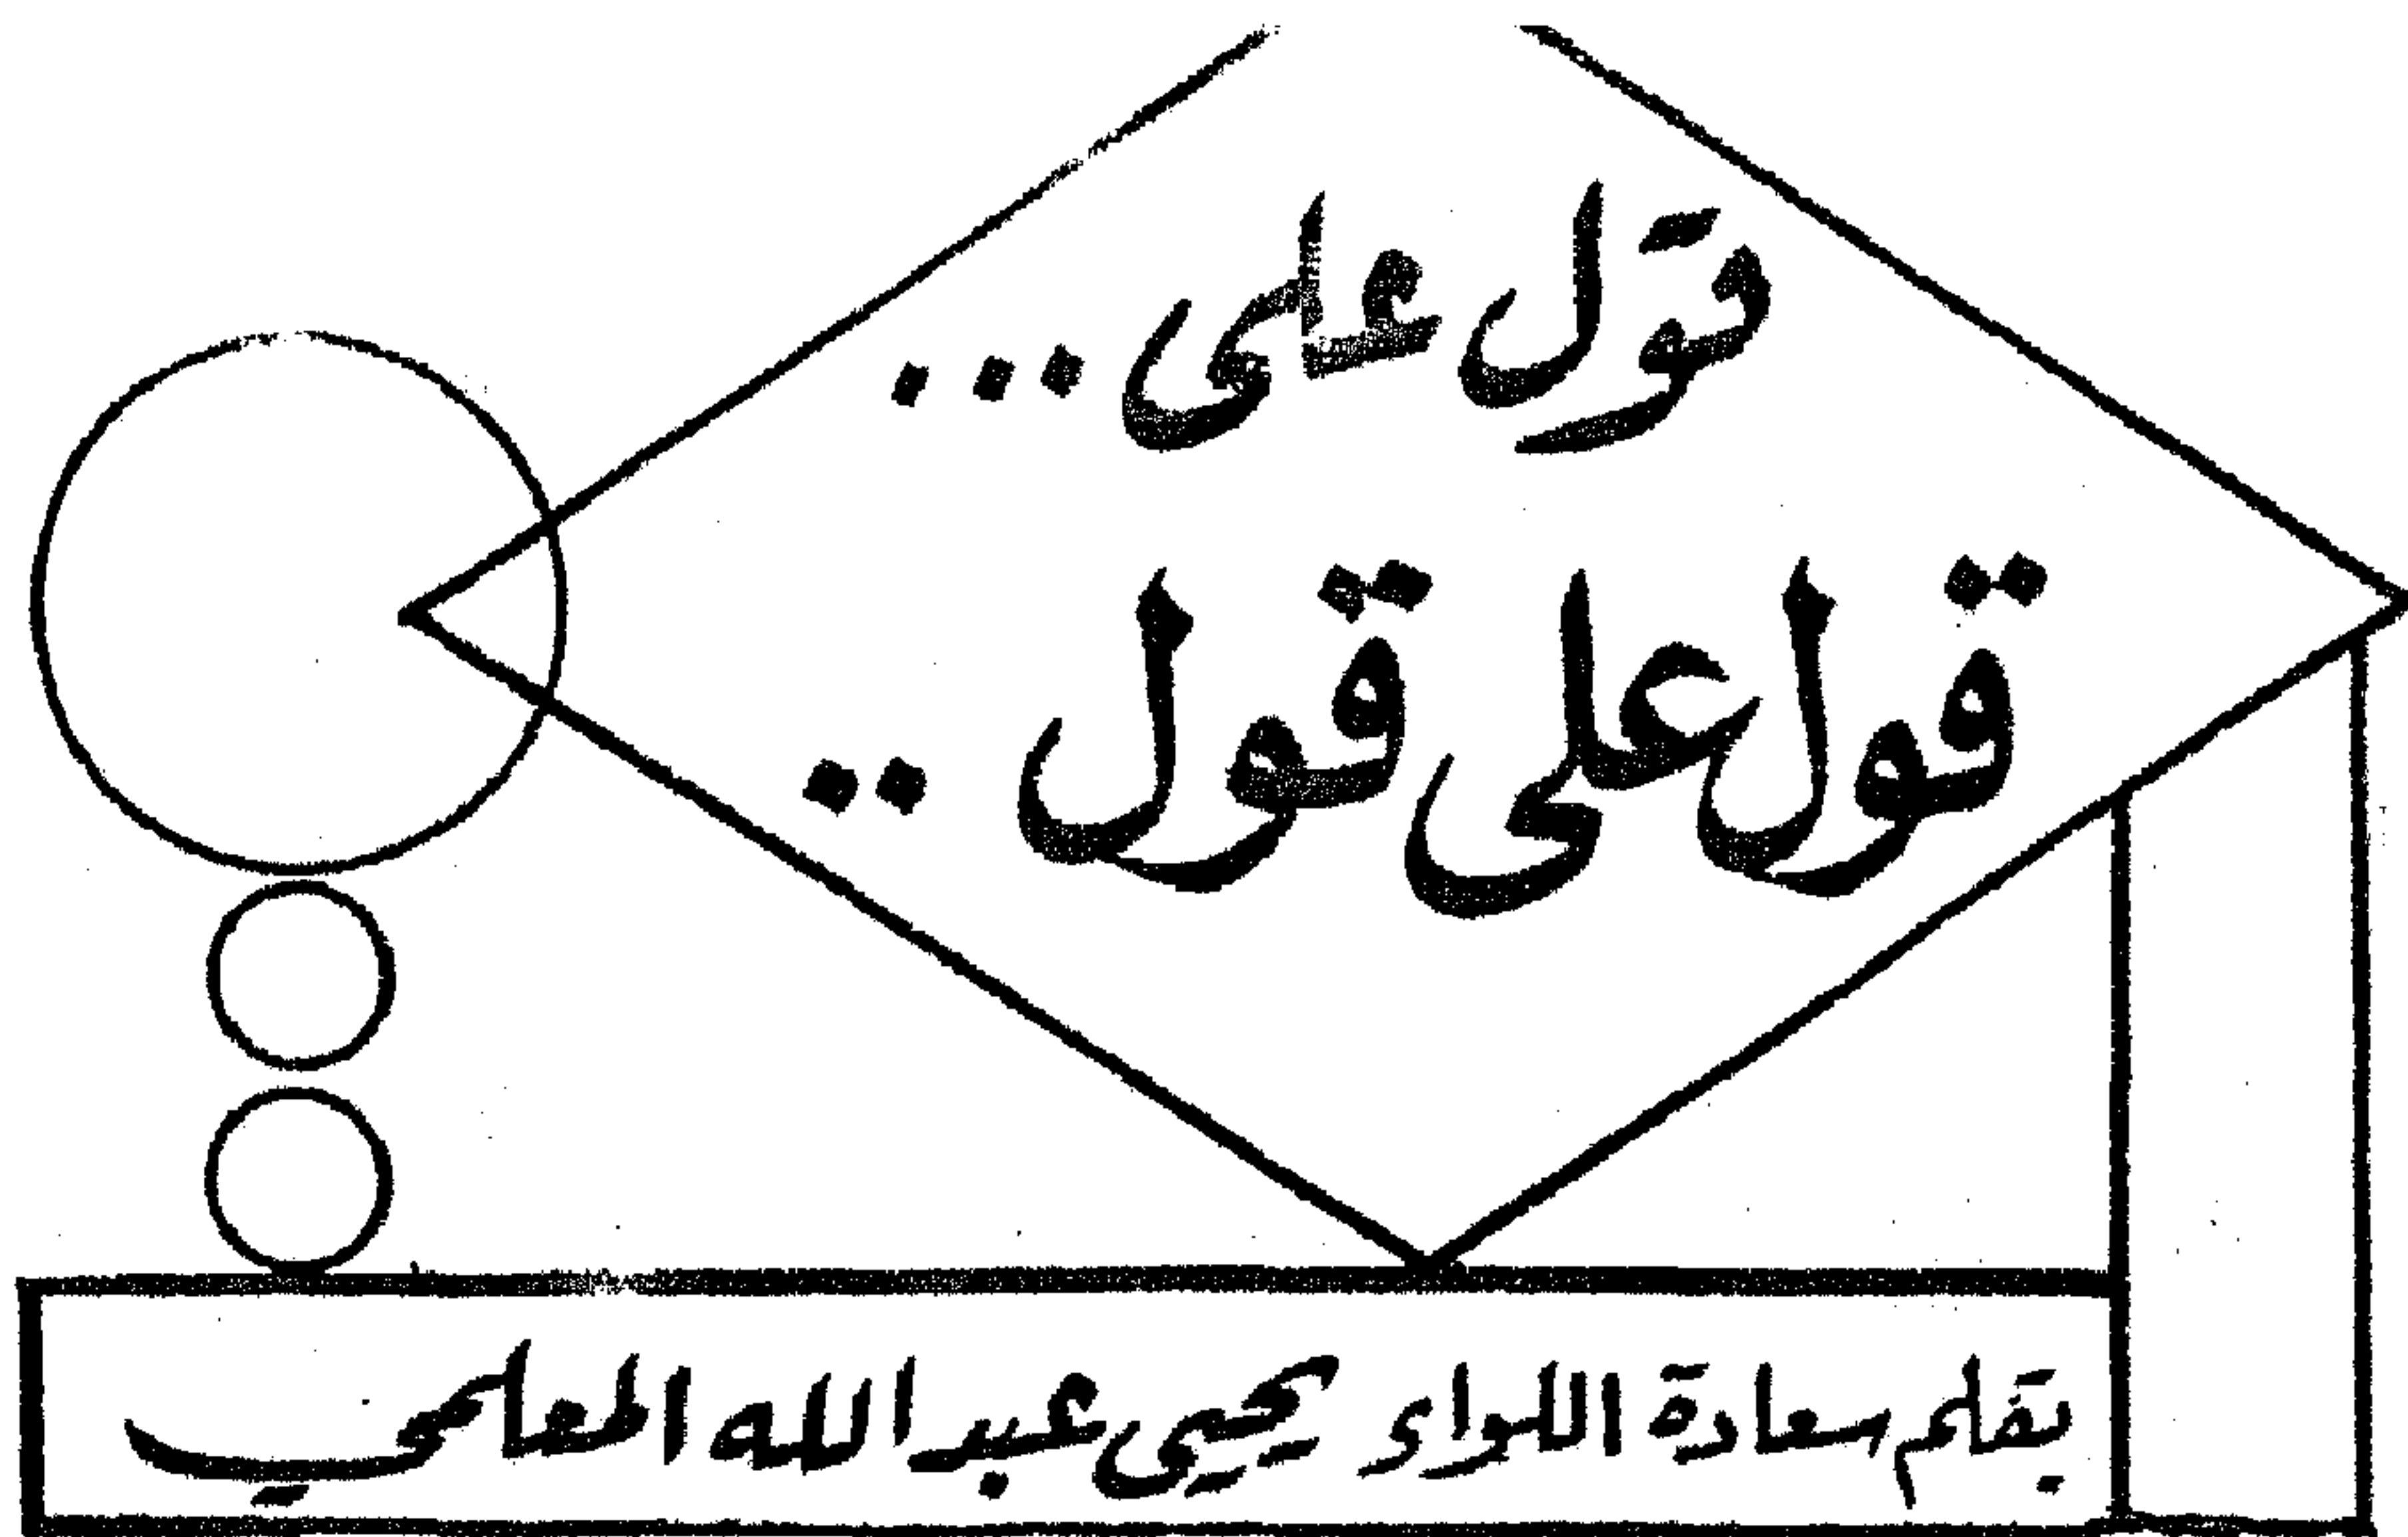 قول على ...
قول على قول ..
بقلم سعادة اللواء يحيى عبد الله المعلمي